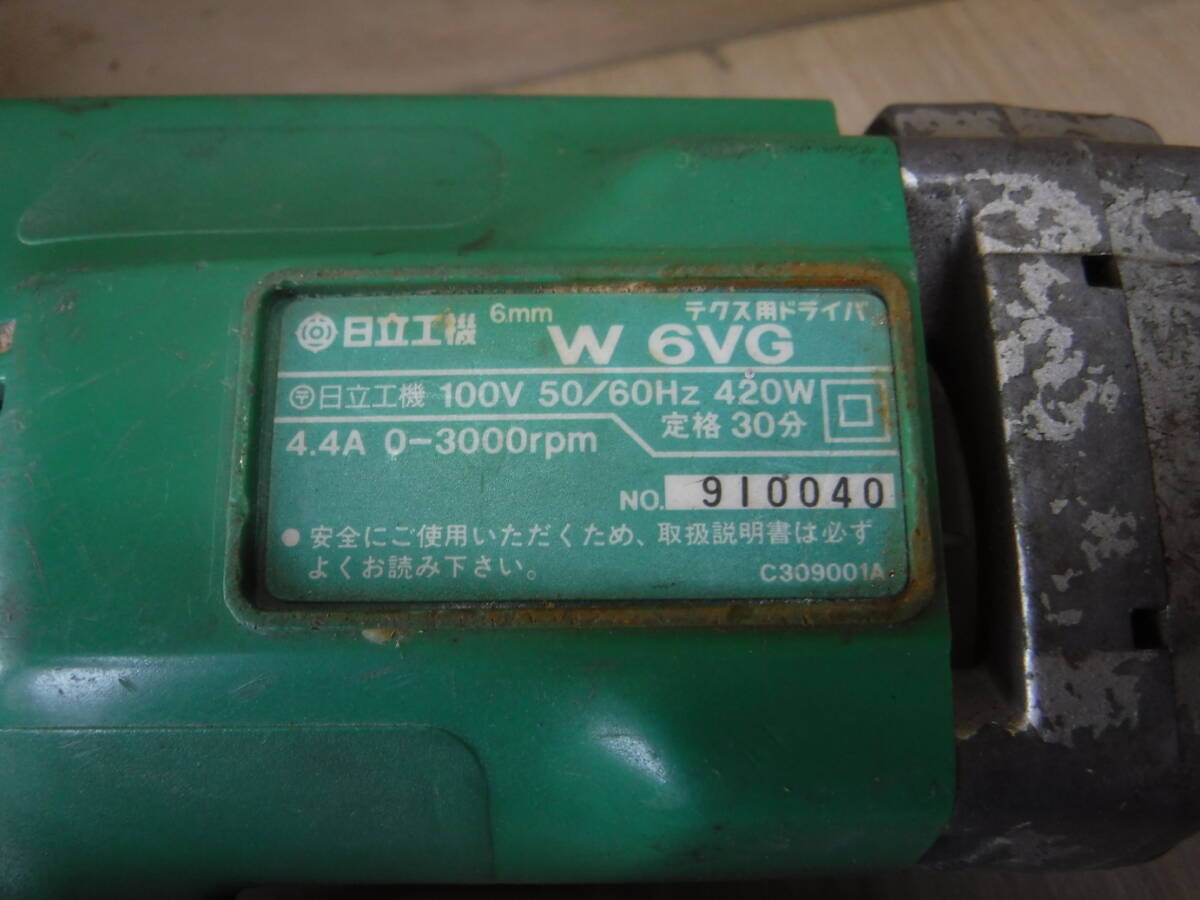 日立工機 6mm テクス用ドライバ
W 6VG
〶日立工機 100V 50/60Hz 420W
4.4A 0-3000rpm 定格 30分
NO. 910040
● 安全にご使用いただくため、取扱説明書は必ず
よくお読み下さい。 C309001A